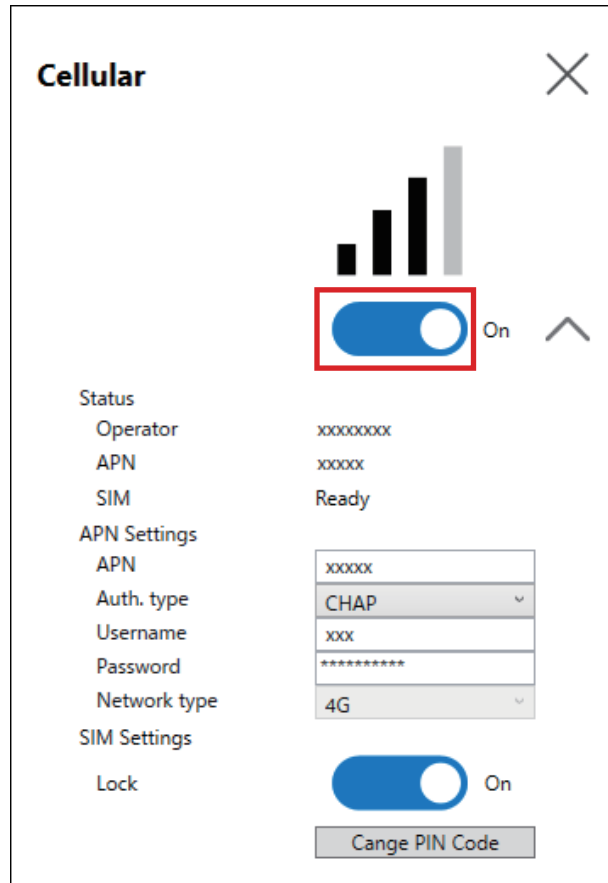 Cellular
On
Status
Operator xxxxxxxx
APN xxxxx
SIM Ready
APN Settings
APN xxxxx
Auth. type CHAP
Username xxx
Password **********
Network type 4G
SIM Settings
Lock On
Cange PIN Code